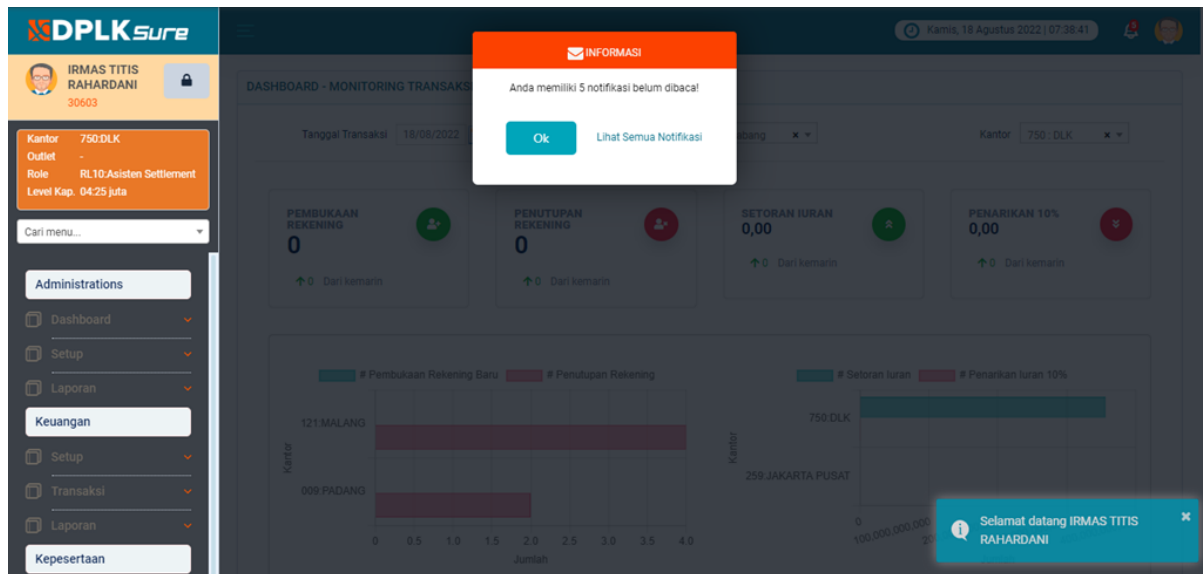 DPLKSure
IRMAS TITIS
RAHARDANI
30603
Kantor 750:DLK
Outlet -
Role RL10:Asisten Settlement
Level Kap. 04:25 juta
Cari menu...
Administrations
Dashboard
Setup
Laporan
Keuangan
Setup
Transaksi
Laporan
Kepesertaan
Kamis, 18 Agustus 2022 | 07:38:41
INFORMASI
Anda memiliki 5 notifikasi belum dibaca!
Ok Lihat Semua Notifikasi
DASHBOARD - MONITORING TRANSAKSI
Tanggal Transaksi 18/08/2022
Kantor 750 : DLK
PEMBUKAAN
REKENING
0
0 Dari kemarin
PENUTUPAN
REKENING
0
0 Dari kemarin
SETORAN IURAN
0,00
0 Dari kemarin
PENARIKAN 10%
0,00
0 Dari kemarin
# Pembukaan Rekening Baru # Penutupan Rekening
121:MALANG
009:PADANG
Kantor
0 0.5 1.0 1.5 2.0 2.5 3.0 3.5 4.0
Jumlah
# Setoran Iuran # Penarikan Iuran 10%
750:DLK
259:JAKARTA PUSAT
Kantor
0
100,000,000,000
Selamat datang IRMAS TITIS
RAHARDANI